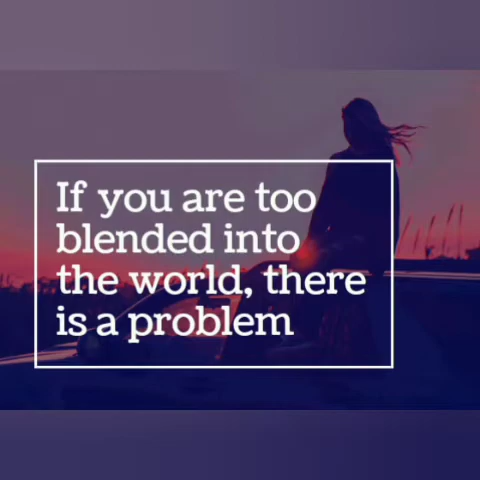 If you are too
blended into
the world, there
is a problem